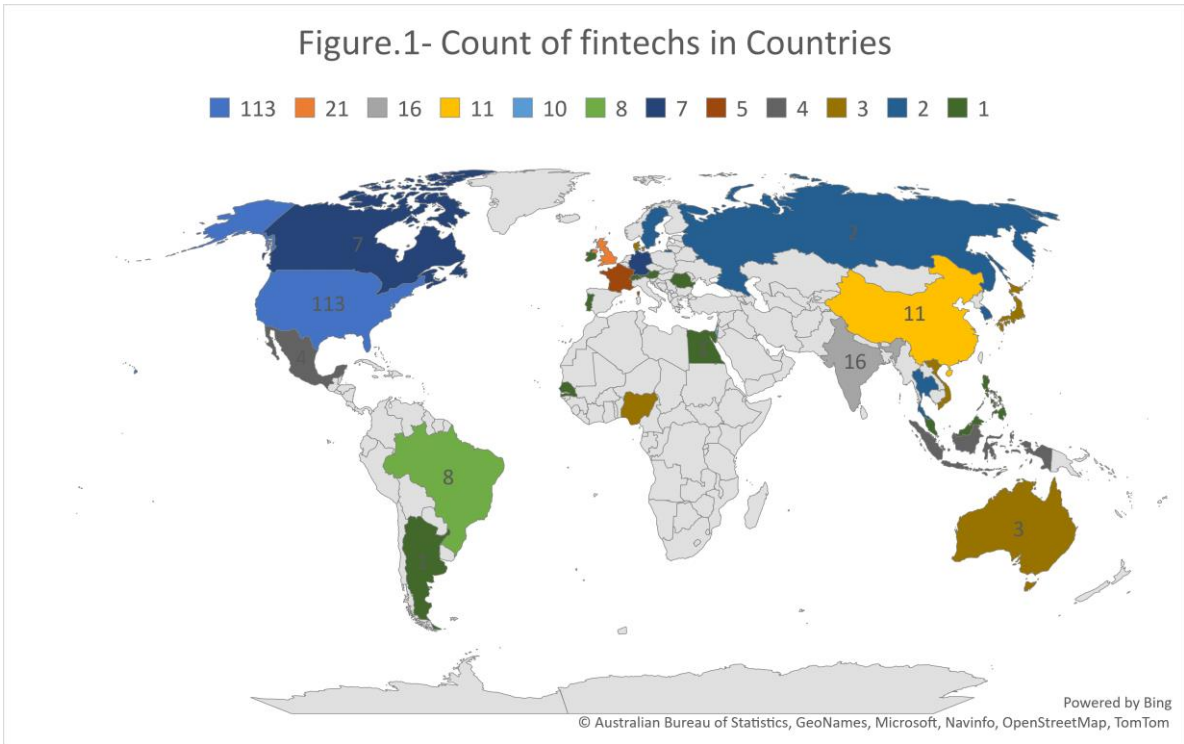 Figure.1- Count of fintechs in Countries
113 21 16 11 10 8 7 5 4 3 2 1
7
2
113
11
4
16
8
3
1
Powered by Bing
© Australian Bureau of Statistics, GeoNames, Microsoft, Navinfo, OpenStreetMap, TomTom